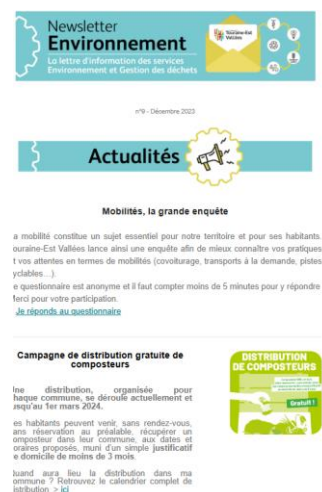 Newsletter
Environnement
La lettre d'information des services
Environnement et Gestion des déchets
Touraine-Est
Vallées
n°9 - Décembre 2023
Actualités
Mobilités, la grande enquête
a mobilité constitue un sujet essentiel pour notre territoire et pour ses habitants.
ouraine-Est Vallées lance ainsi une enquête afin de mieux connaître vos pratiques
t vos attentes en termes de mobilités (covoiturage, transports à la demande, pistes
yclables…).
e questionnaire est anonyme et il faut compter moins de 5 minutes pour y répondre
Merci pour votre participation.
Je réponds au questionnaire
Campagne de distribution gratuite de
composteurs
Une distribution, organisée pour
chaque commune, se déroule actuellement et
usqu'au 1er mars 2024.
es habitants peuvent venir, sans rendez-vous,
ans réservation au préalable, récupérer un
omposteur dans leur commune, aux dates et
oraires proposés, muni d'un simple justificatif
e domicile de moins de 3 mois.
Quand aura lieu la distribution dans ma
ommune ? Retrouvez le calendrier complet de
istribution > ici
DISTRIBUTION
DE COMPOSTEURS
Gratuit !